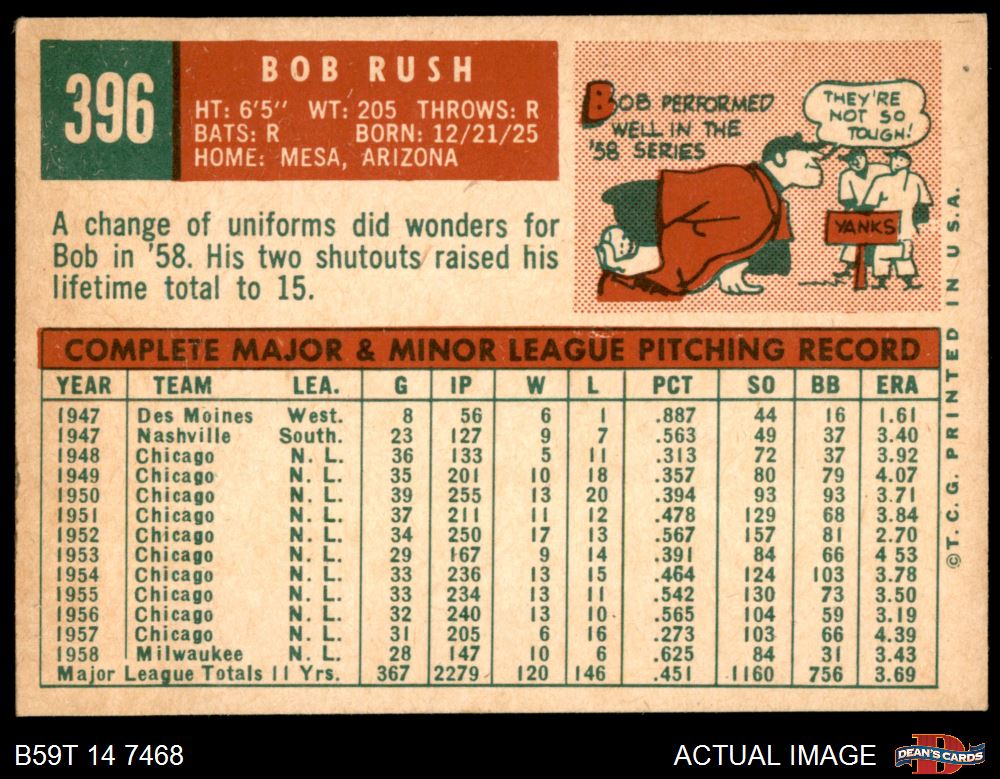 396
BOB RUSH
HT: 6'5" WT: 205 THROWS: R
BATS: R BORN: 12/21/25
HOME: MESA, ARIZONA
BOB PERFORMED
WELL IN THE
'58 SERIES
THEY'RE
NOT SO
TOUGH!
YANKS
A change of uniforms did wonders for
Bob in '58. His two shutouts raised his
lifetime total to 15.
COMPLETE MAJOR & MINOR LEAGUE PITCHING RECORD
YEAR TEAM LEA. G IP W L PCT SO BB ERA
1947 Des Moines West. 8 56 6 1 .887 44 16 1.61
1947 Nashville South. 23 127 9 7 .563 49 37 3.40
1948 Chicago N. L. 36 133 5 11 .313 72 37 3.92
1949 Chicago N. L. 35 201 10 18 .357 80 79 4.07
1950 Chicago N. L. 39 255 13 20 .394 93 93 3.71
1951 Chicago N. L. 37 211 11 12 .478 129 68 3.84
1952 Chicago N. L. 34 250 17 13 .567 157 81 2.70
1953 Chicago N. L. 29 167 9 14 .391 84 66 4 53
1954 Chicago N. L. 33 236 13 15 .464 124 103 3.78
1955 Chicago N. L. 33 234 13 11 .542 130 73 3.50
1956 Chicago N. L. 32 240 13 10 .565 104 59 3.19
1957 Chicago N. L. 31 205 6 16 .273 103 66 4.39
1958 Milwaukee N. L. 28 147 10 6 .625 84 31 3.43
Major League Totals 11 Yrs. 367 2279 120 146 .451 1160 756 3.69
©T.C.G. PRINTED IN U.S.A.
B59T 14 7468
ACTUAL IMAGE
DEAN'S CARDS